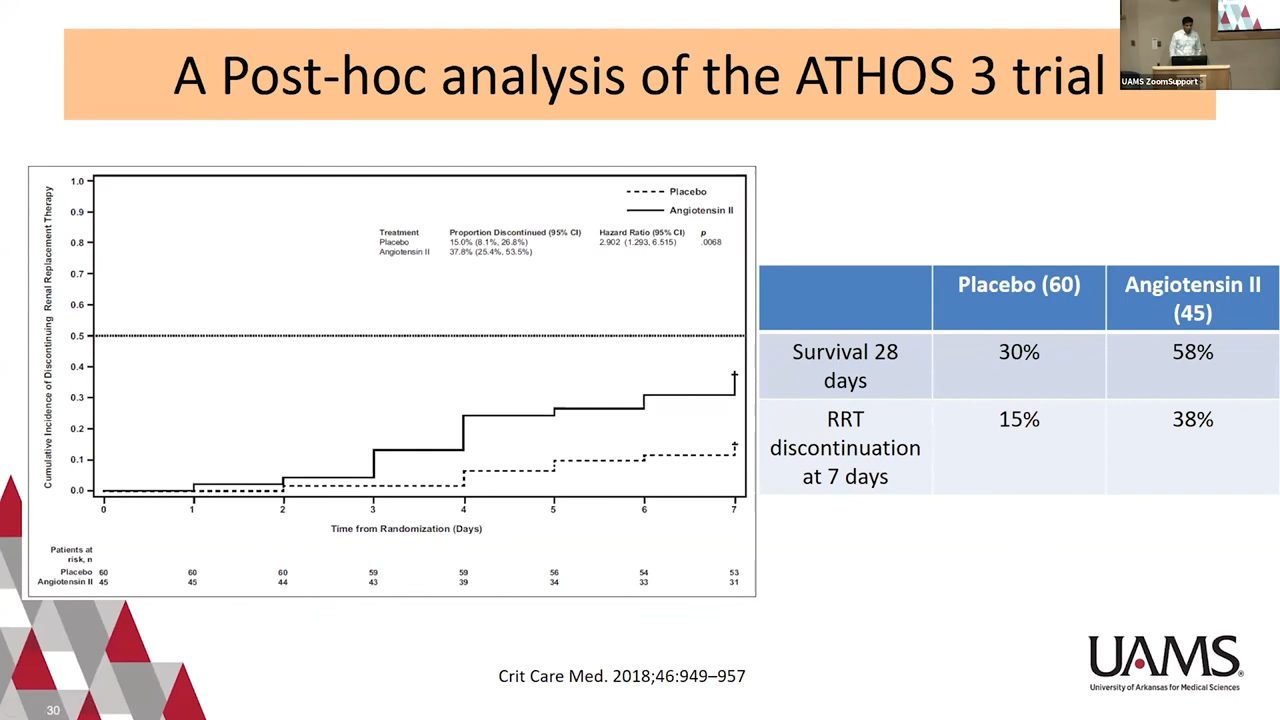 A Post-hoc analysis of the ATHOS 3 trial
UAMS ZoomSupport
Cumulative Incidence of Discontinuing Renal Replacement Therapy
1.0
0.9
0.8
0.7
0.6
0.5
0.4
0.3
0.2
0.1
0.0
Placebo
Angiotensin II
Treatment Proportion Discontinued (95% CI) Hazard Ratio (95% CI) p
Placebo 15.0% (8.1%, 26.8%) 2.902 (1.293, 6.515) .0068
Angiotensin II 37.8% (25.4%, 53.5%)
†
†
0 1 2 3 4 5 6 7
Time from Randomization (Days)
Patients at
risk, n
Placebo 60 60 60 59 59 56 54 53
Angiotensin II 45 45 44 43 39 34 33 31
Placebo (60) Angiotensin II
(45)
Survival 28
days 30% 58%
RRT 15% 38%
discontinuation
at 7 days
Crit Care Med. 2018;46:949–957
UAMS®
University of Arkansas for Medical Sciences
30